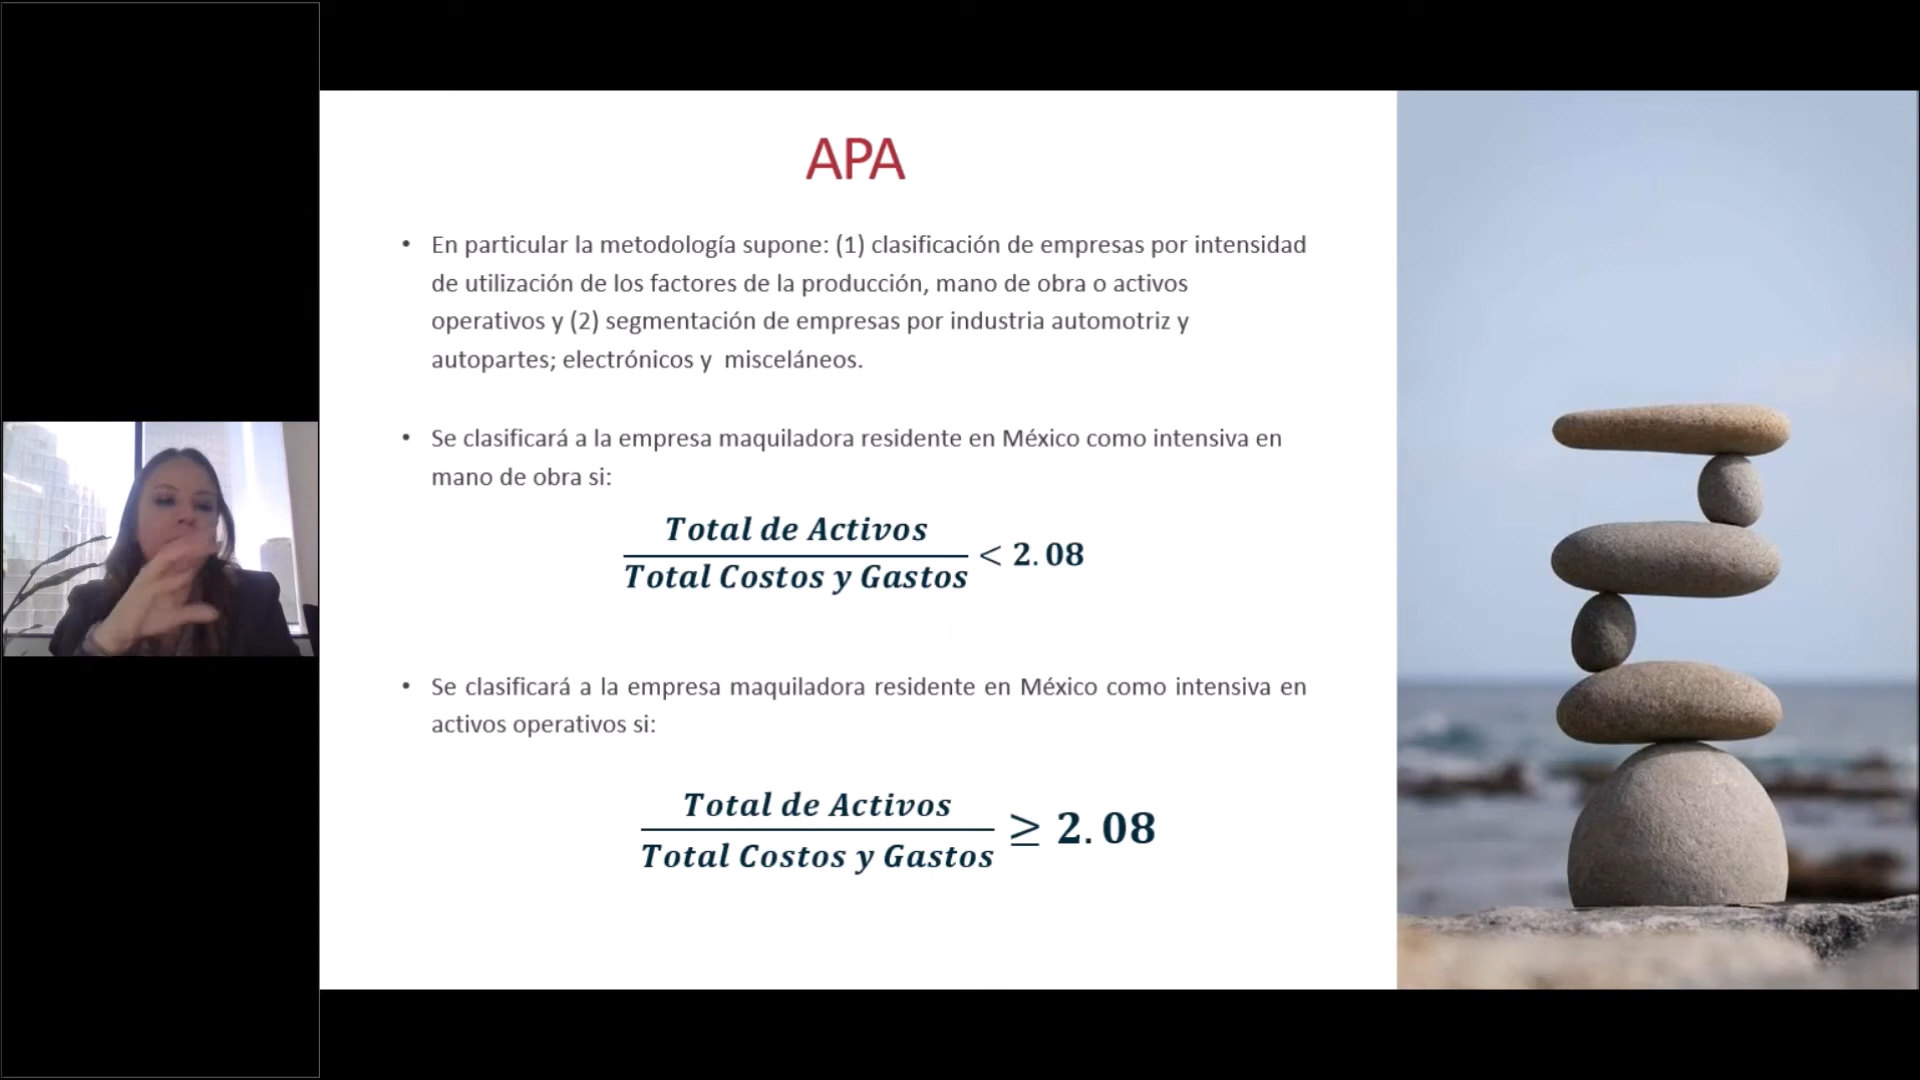 APA
• En particular la metodología supone: (1) clasificación de empresas por intensidad
de utilización de los factores de la producción, mano de obra o activos
operativos y (2) segmentación de empresas por industria automotriz y
autopartes; electrónicos y  misceláneos.
• Se clasificará a la empresa maquiladora residente en México como intensiva en
mano de obra si:
Total de Activos
Total Costos y Gastos
< 2.08
• Se clasificará a la empresa maquiladora residente en México como intensiva en
activos operativos si:
Total de Activos
Total Costos y Gastos
≥ 2.08